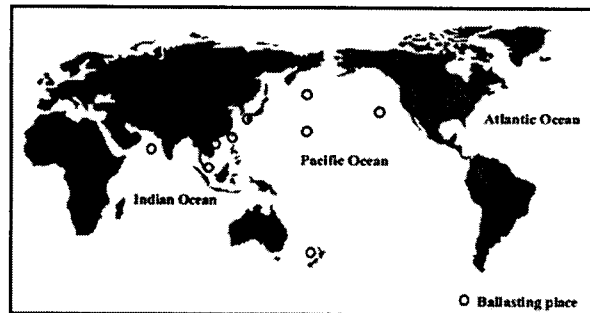 Atlantic Ocean
Pacific Ocean
Indian Ocean
Ballasting place